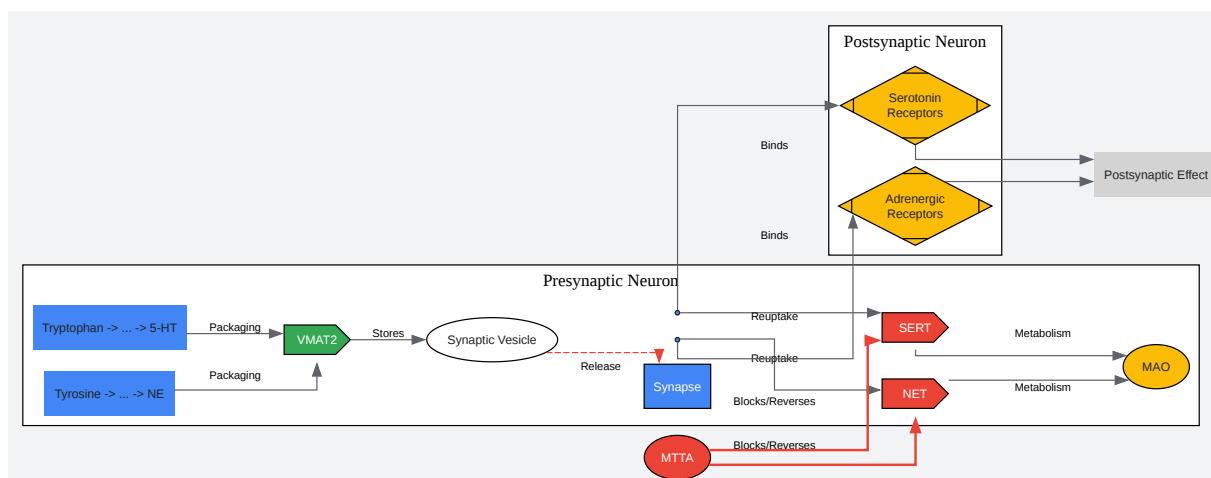 Postsynaptic Neuron
Serotonin
Receptors
Binds
Postsynaptic Effect
Adrenergic
Receptors
Binds
Presynaptic Neuron
Tryptophan -> ... -> 5-HT
Packaging
VMAT2
Stores
Synaptic Vesicle
Reuptake
SERT
Metabolism
Reuptake
Release
MAO
Tyrosine -> ... -> NE
Packaging
Synapse
NET
Metabolism
Blocks/Reverses
Blocks/Reverses
MTTA